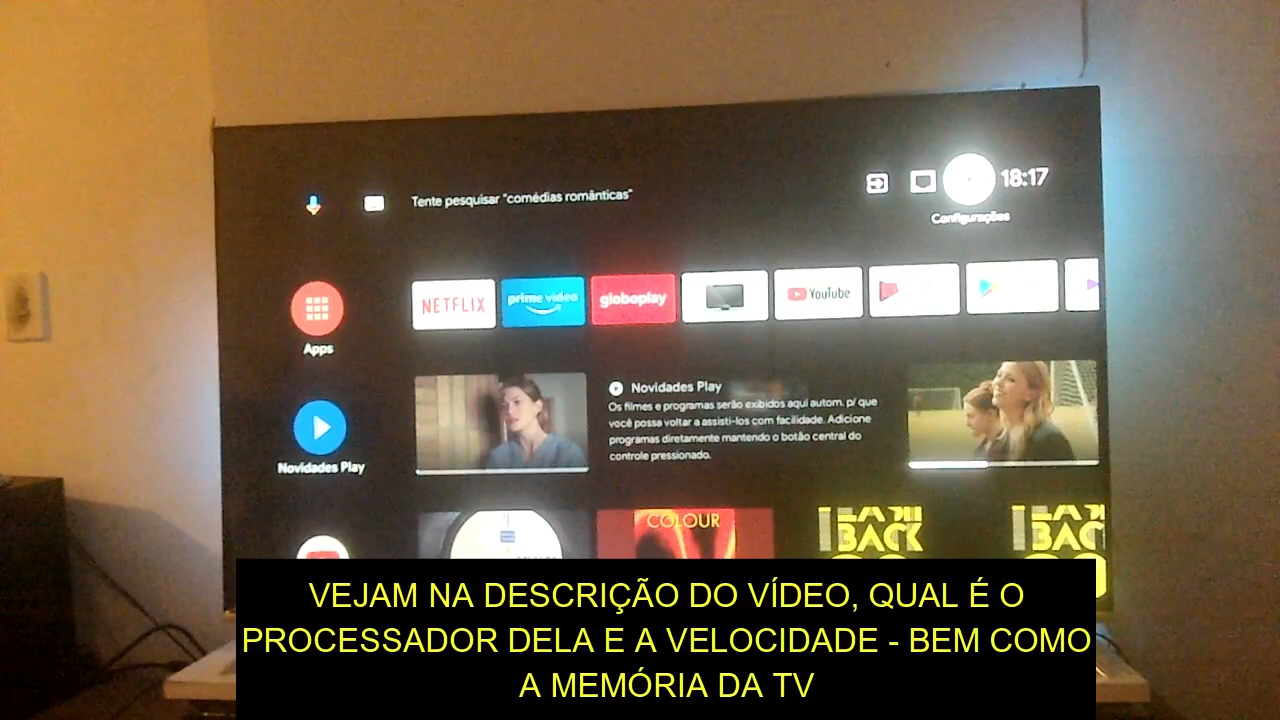 Tente pesquisar "comédias românticas"
18:17
Configurações
NETFLIX
prime video
globoplay
YouTube
Apps
Novidades Play
Os filmes e programas serão exibidos aqui autom. p/ que
você possa voltar a assisti-los com facilidade. Adicione
programas diretamente mantendo o botão central do
controle pressionado.
Novidades Play
COLOUR
BACK
BACK
VEJAM NA DESCRIÇÃO DO VÍDEO, QUAL É O
PROCESSADOR DELA E A VELOCIDADE - BEM COMO
A MEMÓRIA DA TV